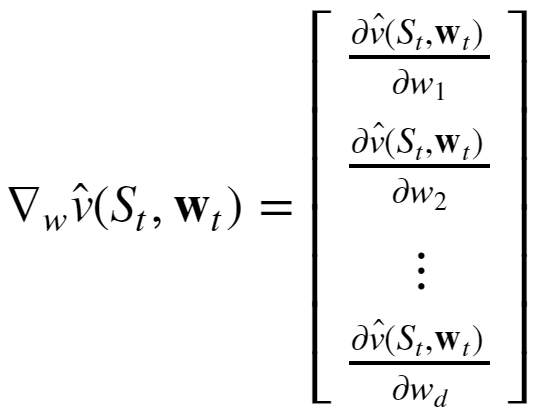 ∇_w v̂(S_t, 𝐰_t) = [ ∂v̂(S_t,𝐰_t) / ∂w_1
∂v̂(S_t,𝐰_t) / ∂w_2
⋮
∂v̂(S_t,𝐰_t) / ∂w_d ]